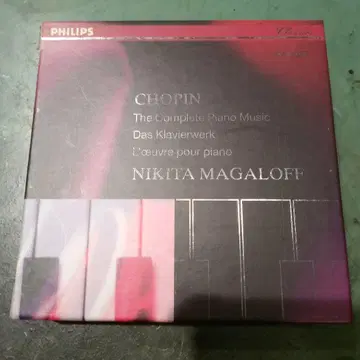 PHILIPS
CHOPIN
The Complete Piano Music
Das Klavierwerk
L'œuvre pour piano
NIKITA MAGALOFF